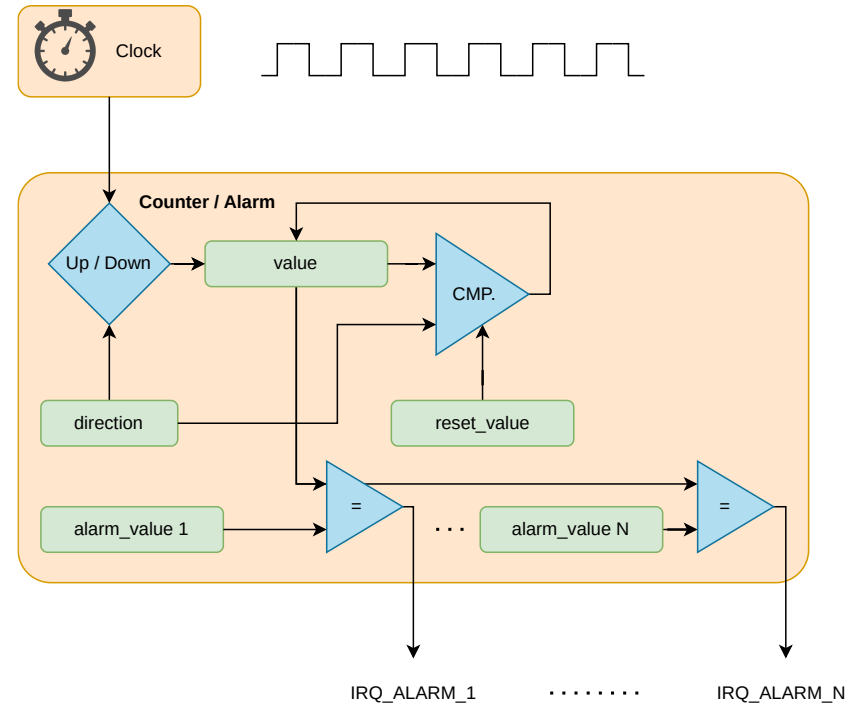 Clock
Counter / Alarm
Up / Down
value
CMP.
direction
reset_value
=
=
alarm_value 1
. . .
alarm_value N
IRQ_ALARM_1
. . . . . . . .
IRQ_ALARM_N